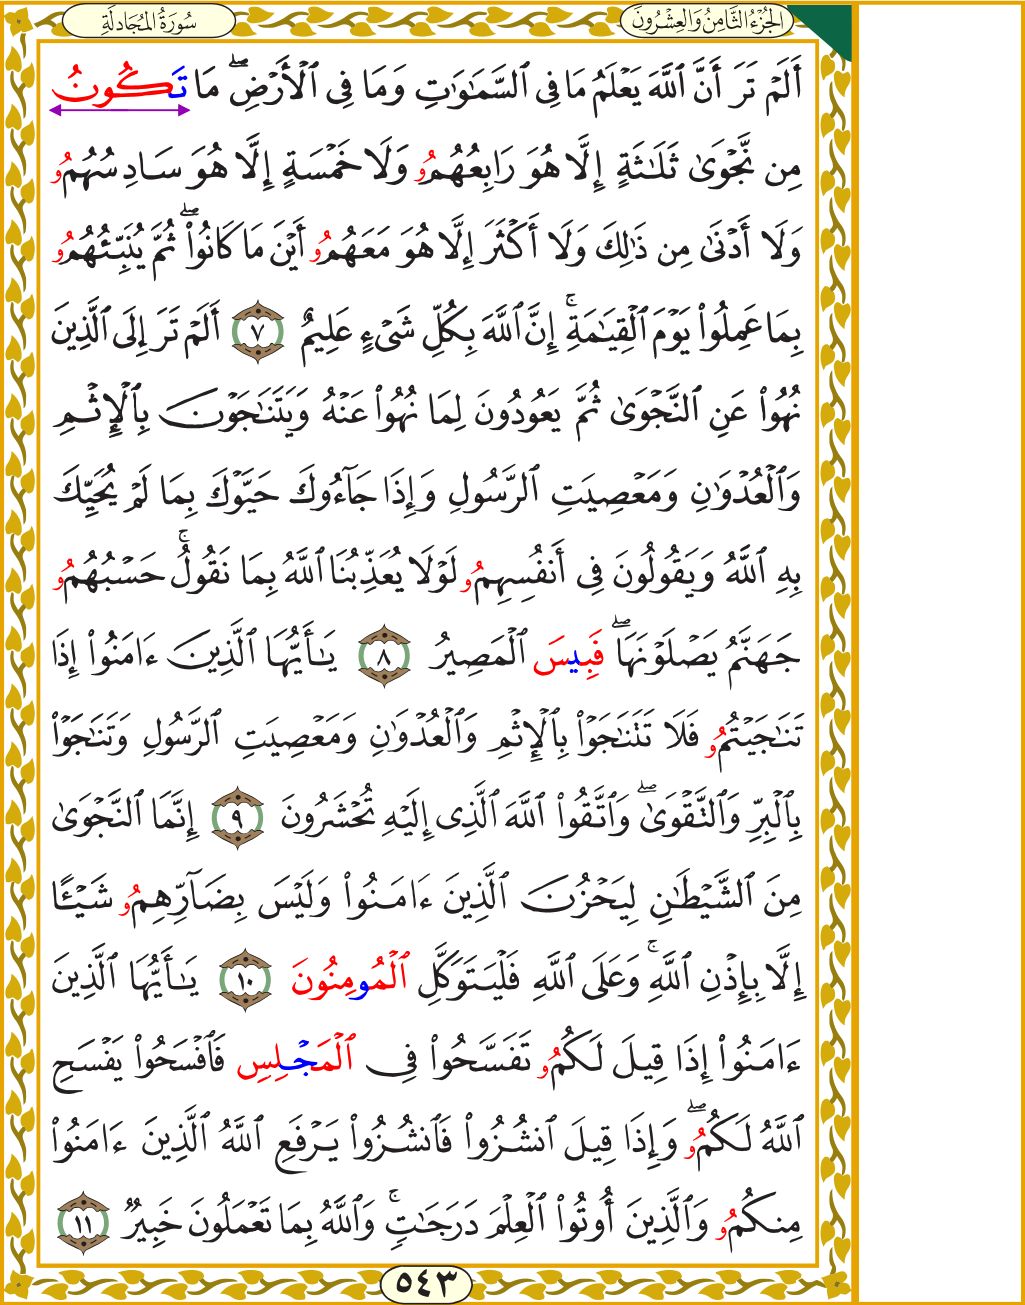 الجُزْءُ الثَّامِنُ وَالعِشْرُونَ
سُورَةُ المُجَادلَةِ
أَلَمْ تَرَ أَنَّ ٱللَّهَ يَعْلَمُ مَا فِى ٱلسَّمَٰوَٰتِ وَمَا فِى ٱلْأَرْضِۖ مَا تَكُونُ
مِن نَّجْوَىٰ ثَلَٰثَةٍ إِلَّا هُوَ رَابِعُهُمُۥ وَلَا خَمْسَةٍ إِلَّا هُوَ سَادِسُهُمُۥ
وَلَا أَدْنَىٰ مِن ذَٰلِكَ وَلَا أَكْثَرَ إِلَّا هُوَ مَعَهُمُۥ أَيْنَ مَا كَانُوا۟ۖ ثُمَّ يُنَبِّئُهُمُۥ
بِمَا عَمِلُوا۟ يَوْمَ ٱلْقِيَٰمَةِۚ إِنَّ ٱللَّهَ بِكُلِّ شَىْءٍ عَلِيمٌ ٧ أَلَمْ تَرَ إِلَى ٱلَّذِينَ
نُهُوا۟ عَنِ ٱلنَّجْوَىٰ ثُمَّ يَعُودُونَ لِمَا نُهُوا۟ عَنْهُ وَيَتَنَٰجَوْنَ بِٱلْإِثْمِ
وَٱلْعُدْوَٰنِ وَمَعْصِيَتِ ٱلرَّسُولِ وَإِذَا جَآءُوكَ حَيَّوْكَ بِمَا لَمْ يُحَيِّكَ
بِهِ ٱللَّهُ وَيَقُولُونَ فِى أَنفُسِهِمُۥ لَوْلَا يُعَذِّبُنَا ٱللَّهُ بِمَا نَقُولُۚ حَسْبُهُمُۥ
جَهَنَّمُ يَصْلَوْنَهَاۖ فَبِيسَ ٱلْمَصِيرُ ٨ يَٰأَيُّهَا ٱلَّذِينَ ءَامَنُوا۟ إِذَا
تَنَٰجَيْتُمُۥ فَلَا تَتَنَٰجَوْا۟ بِٱلْإِثْمِ وَٱلْعُدْوَٰنِ وَمَعْصِيَتِ ٱلرَّسُولِ وَتَنَٰجَوْا۟
بِٱلْبِرِّ وَٱلتَّقْوَىٰۖ وَٱتَّقُوا۟ ٱللَّهَ ٱلَّذِى إِلَيْهِ تُحْشَرُونَ ٩ إِنَّمَا ٱلنَّجْوَىٰ
مِنَ ٱلشَّيْطَٰنِ لِيَحْزُنَ ٱلَّذِينَ ءَامَنُوا۟ وَلَيْسَ بِضَآرِّهِمُۥ شَيْـًٔا
إِلَّا بِإِذْنِ ٱللَّهِۚ وَعَلَى ٱللَّهِ فَلْيَتَوَكَّلِ ٱلْمُومِنُونَ ١٠ يَٰأَيُّهَا ٱلَّذِينَ
ءَامَنُوا۟ إِذَا قِيلَ لَكُمُۥ تَفَسَّحُوا۟ فِى ٱلْمَجْلِسِ فَٱفْسَحُوا۟ يَفْسَحِ
ٱللَّهُ لَكُمُۥۖ وَإِذَا قِيلَ ٱنشُزُوا۟ فَٱنشُزُوا۟ يَرْفَعِ ٱللَّهُ ٱلَّذِينَ ءَامَنُوا۟
مِنكُمُۥ وَٱلَّذِينَ أُوتُوا۟ ٱلْعِلْمَ دَرَجَٰتٍۚ وَٱللَّهُ بِمَا تَعْمَلُونَ خَبِيرٌ ١١
٥٤٣